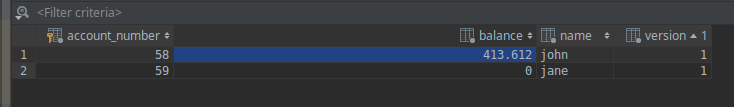 <Filter criteria>
account_number balance name version 1
1 58 413.612 john 1
2 59 0 jane 1